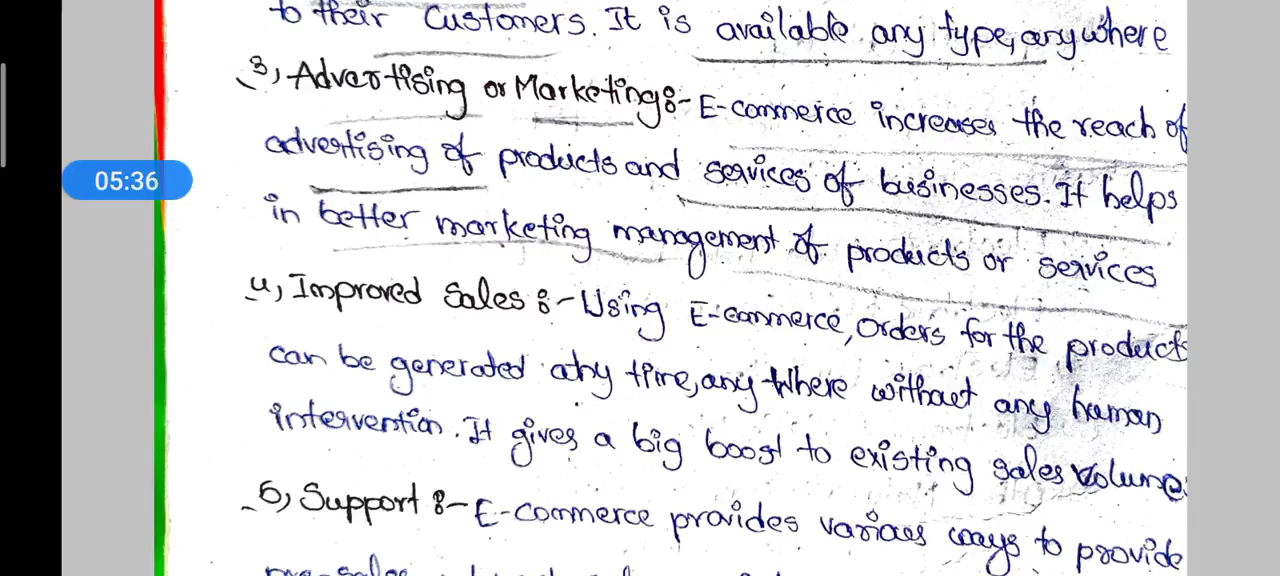 to their customers. It is available any type, anywhere
3, Advertising or Marketing :- E-commerce increases the reach of
advertising of products and services of businesses. It helps
05:36
in better marketing management of products or services
4, Improved Sales :- Using E-commerce, orders for the products
can be generated any time, any where without any human
intervention. It gives a big boost to existing sales volume.
5, Support :- E-commerce provides various ways to provide
pre-sales